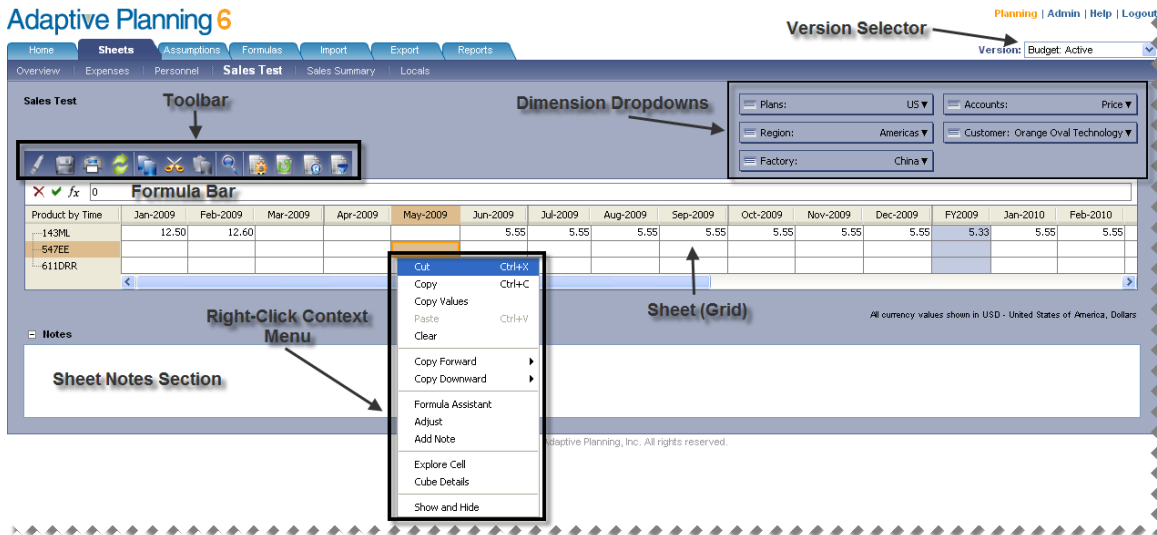 Adaptive Planning 6
Planning | Admin | Help | Logout
Version Selector
Version: Budget: Active
Home Sheets Assumptions Formulas Import Export Reports
Overview Expenses Personnel Sales Test Sales Summary Locals
Sales Test
Toolbar
Dimension Dropdowns
Plans: US
Accounts: Price
Region: Americas
Customer: Orange Oval Technology
Factory: China
fx 0
Formula Bar
Product by Time Jan-2009 Feb-2009 Mar-2009 Apr-2009 May-2009 Jun-2009 Jul-2009 Aug-2009 Sep-2009 Oct-2009 Nov-2009 Dec-2009 FY2009 Jan-2010 Feb-2010
143ML 12.50 12.60 5.55 5.55 5.55 5.55 5.55 5.55 5.55 5.33 5.55 5.55
547EE
611DRR
Cut Ctrl+X
Copy Ctrl+C
Copy Values
Paste Ctrl+V
Clear
Copy Forward
Copy Downward
Formula Assistant
Adjust
Add Note
Explore Cell
Cube Details
Show and Hide
Right-Click Context
Menu
Sheet (Grid)
All currency values shown in USD - United States of America, Dollars
Notes
Sheet Notes Section
Adaptive Planning, Inc. All rights reserved.